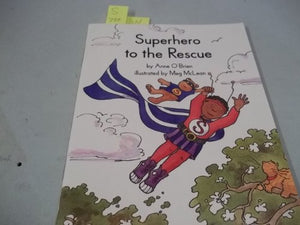 S
Superhero
to the Rescue
by Anne O'Brien
illustrated by Meg McLean
S